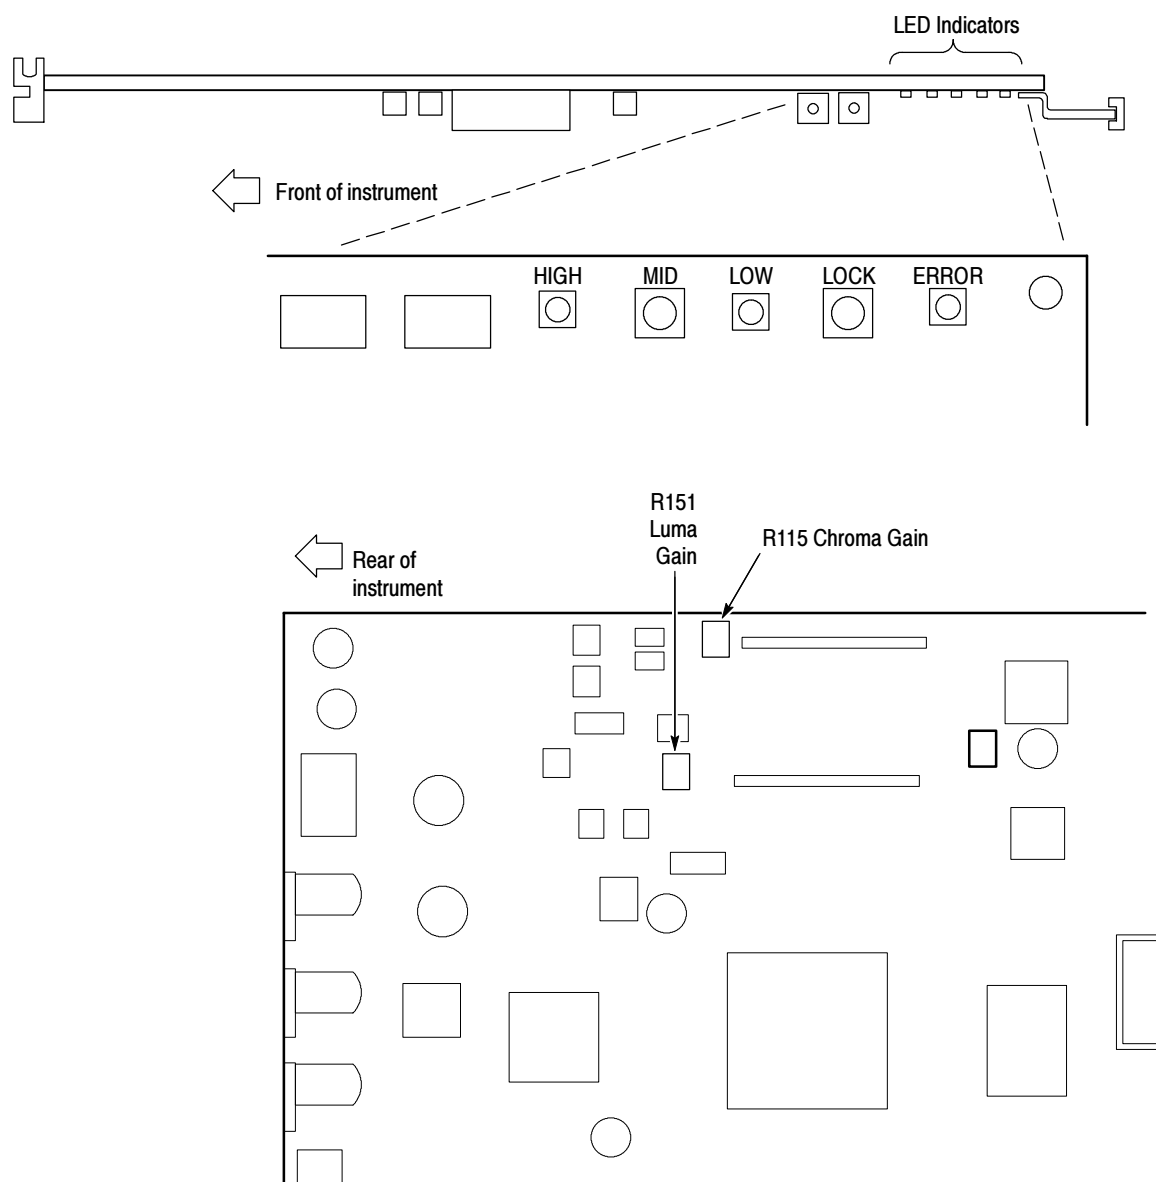 LED Indicators
Front of instrument
HIGH MID LOW LOCK ERROR
R151
Luma
Gain
R115 Chroma Gain
Rear of
instrument